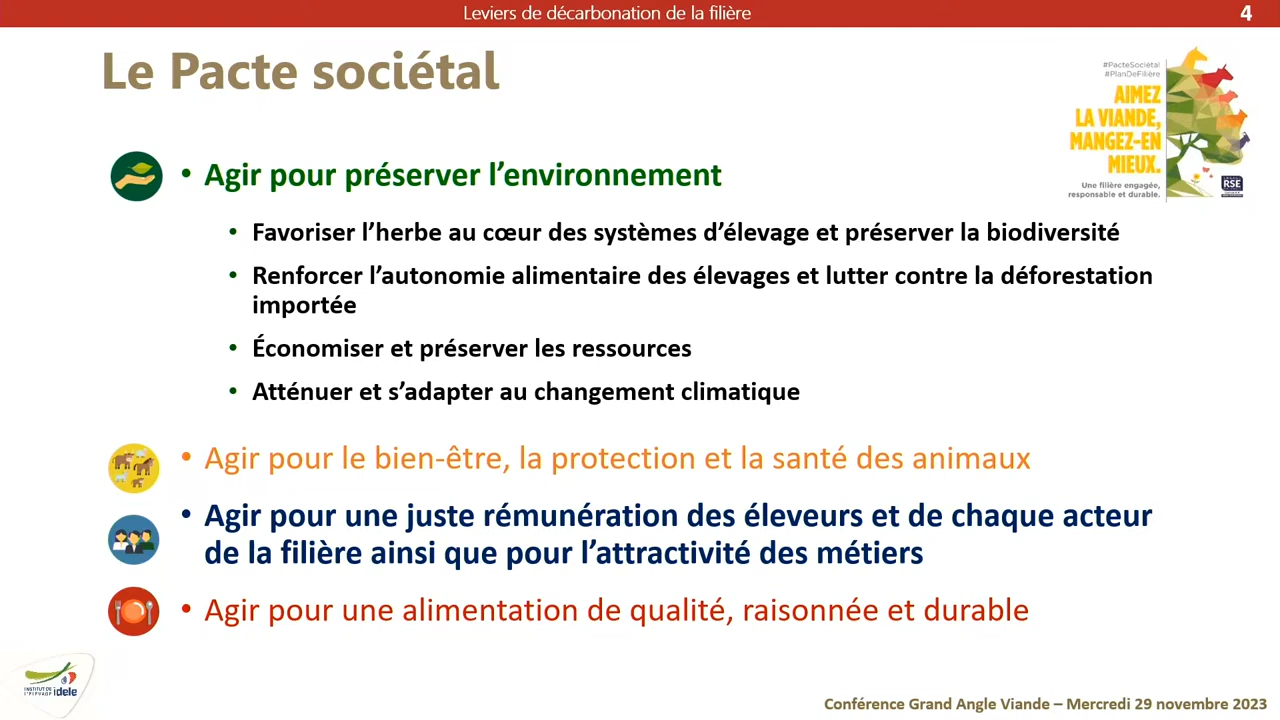 Leviers de décarbonation de la filière
4
Le Pacte sociétal
#PacteSociétal
#PlanDeFilière
AIMEZ
LA VIANDE,
MANGEZ-EN
MIEUX.
Une filière engagée,
responsable et durable.
RSE
• Agir pour préserver l’environnement
• Favoriser l’herbe au cœur des systèmes d’élevage et préserver la biodiversité
• Renforcer l’autonomie alimentaire des élevages et lutter contre la déforestation
importée
• Économiser et préserver les ressources
• Atténuer et s’adapter au changement climatique
• Agir pour le bien-être, la protection et la santé des animaux
• Agir pour une juste rémunération des éleveurs et de chaque acteur
de la filière ainsi que pour l’attractivité des métiers
• Agir pour une alimentation de qualité, raisonnée et durable
INSTITUT DE
L'ÉLEVAGE idele
Conférence Grand Angle Viande – Mercredi 29 novembre 2023